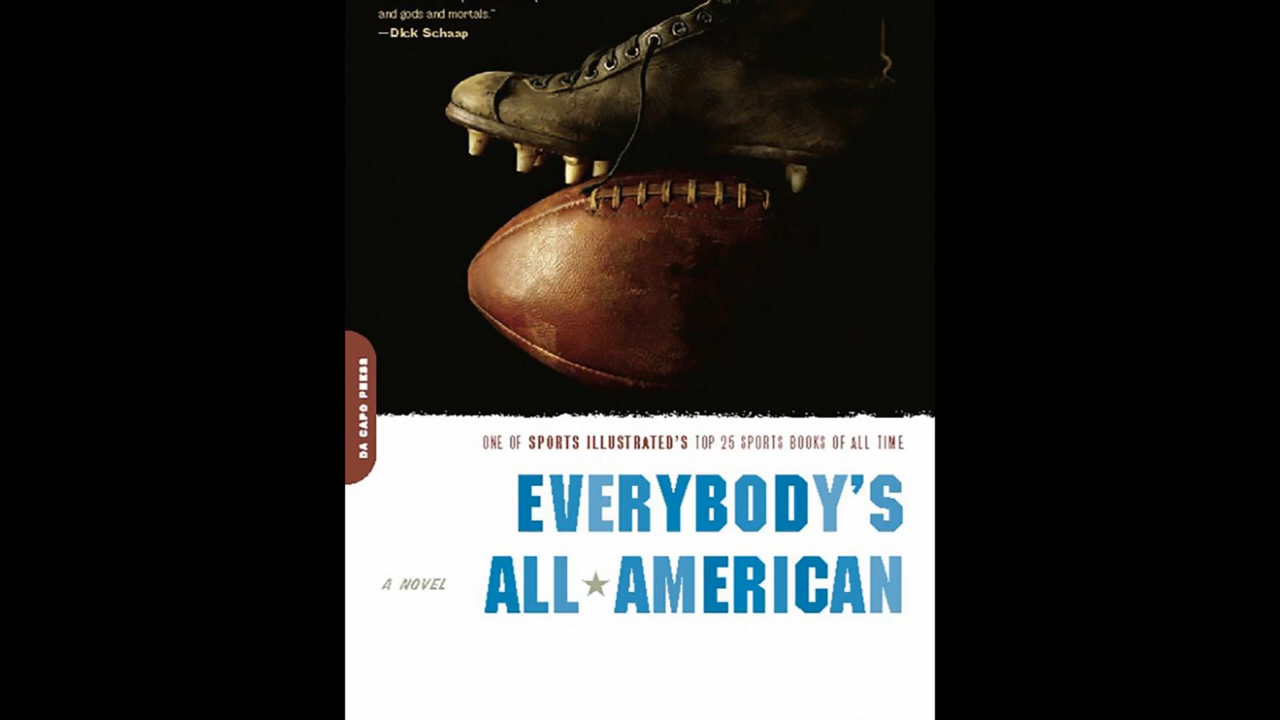 and gods and mortals."
—Dick Schaap
DA CAPO PRESS
ONE OF SPORTS ILLUSTRATED'S TOP 25 SPORTS BOOKS OF ALL TIME
EVERYBODY'S
ALL★AMERICAN
A NOVEL